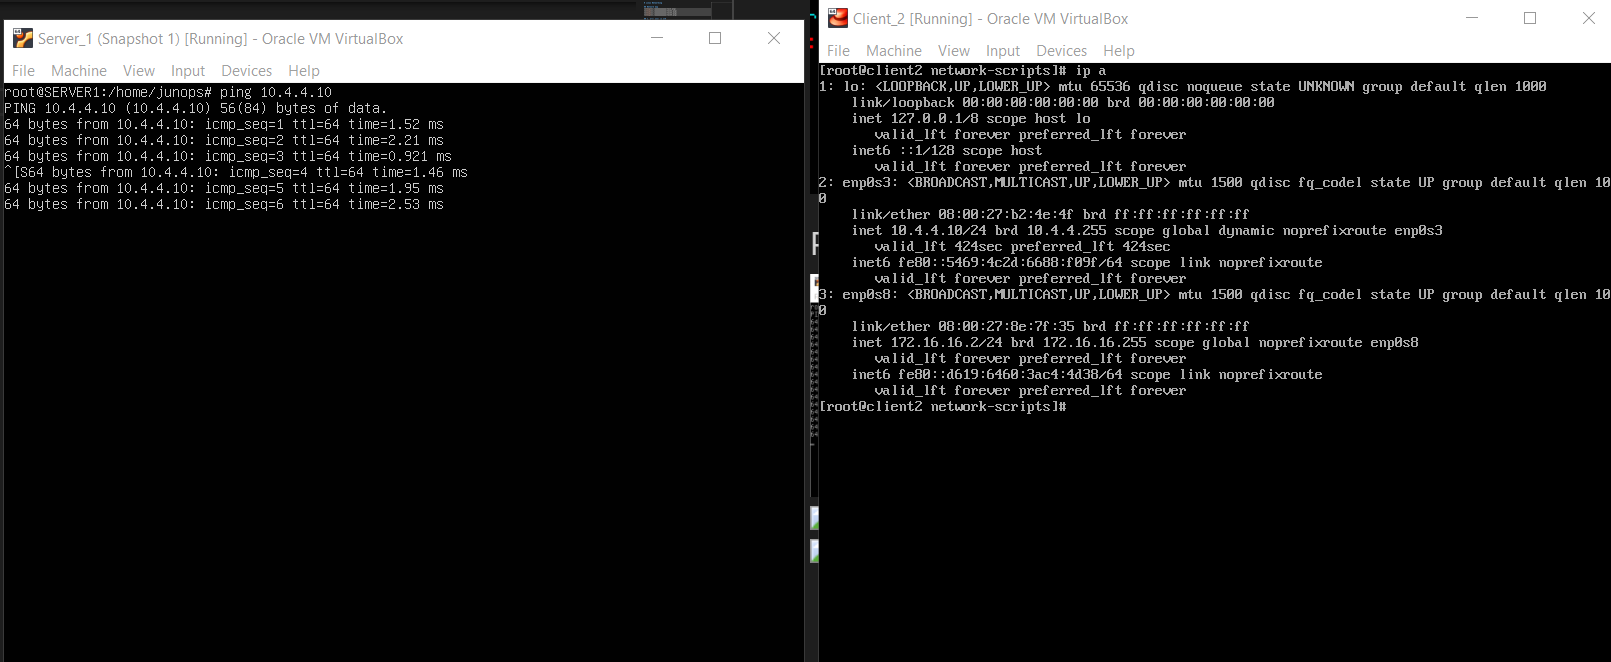 Server_1 (Snapshot 1) [Running] - Oracle VM VirtualBox
File Machine View Input Devices Help
root@SERVER1:/home/junops# ping 10.4.4.10
PING 10.4.4.10 (10.4.4.10) 56(84) bytes of data.
64 bytes from 10.4.4.10: icmp_seq=1 ttl=64 time=1.52 ms
64 bytes from 10.4.4.10: icmp_seq=2 ttl=64 time=2.21 ms
64 bytes from 10.4.4.10: icmp_seq=3 ttl=64 time=0.921 ms
^[S64 bytes from 10.4.4.10: icmp_seq=4 ttl=64 time=1.46 ms
64 bytes from 10.4.4.10: icmp_seq=5 ttl=64 time=1.95 ms
64 bytes from 10.4.4.10: icmp_seq=6 ttl=64 time=2.53 ms
Client_2 [Running] - Oracle VM VirtualBox
File Machine View Input Devices Help
[root@client2 network-scripts]# ip a
1: lo: <LOOPBACK,UP,LOWER_UP> mtu 65536 qdisc noqueue state UNKNOWN group default qlen 1000
link/loopback 00:00:00:00:00:00 brd 00:00:00:00:00:00
inet 127.0.0.1/8 scope host lo
valid_lft forever preferred_lft forever
inet6 ::1/128 scope host
valid_lft forever preferred_lft forever
2: enp0s3: <BROADCAST,MULTICAST,UP,LOWER_UP> mtu 1500 qdisc fq_codel state UP group default qlen 10
0
link/ether 08:00:27:b2:4e:4f brd ff:ff:ff:ff:ff:ff
inet 10.4.4.10/24 brd 10.4.4.255 scope global dynamic noprefixroute enp0s3
valid_lft 424sec preferred_lft 424sec
inet6 fe80::5469:4c2d:6688:f09f/64 scope link noprefixroute
valid_lft forever preferred_lft forever
3: enp0s8: <BROADCAST,MULTICAST,UP,LOWER_UP> mtu 1500 qdisc fq_codel state UP group default qlen 10
0
link/ether 08:00:27:8e:7f:35 brd ff:ff:ff:ff:ff:ff
inet 172.16.16.2/24 brd 172.16.16.255 scope global noprefixroute enp0s8
valid_lft forever preferred_lft forever
inet6 fe80::d619:6460:3ac4:4d38/64 scope link noprefixroute
valid_lft forever preferred_lft forever
[root@client2 network-scripts]#